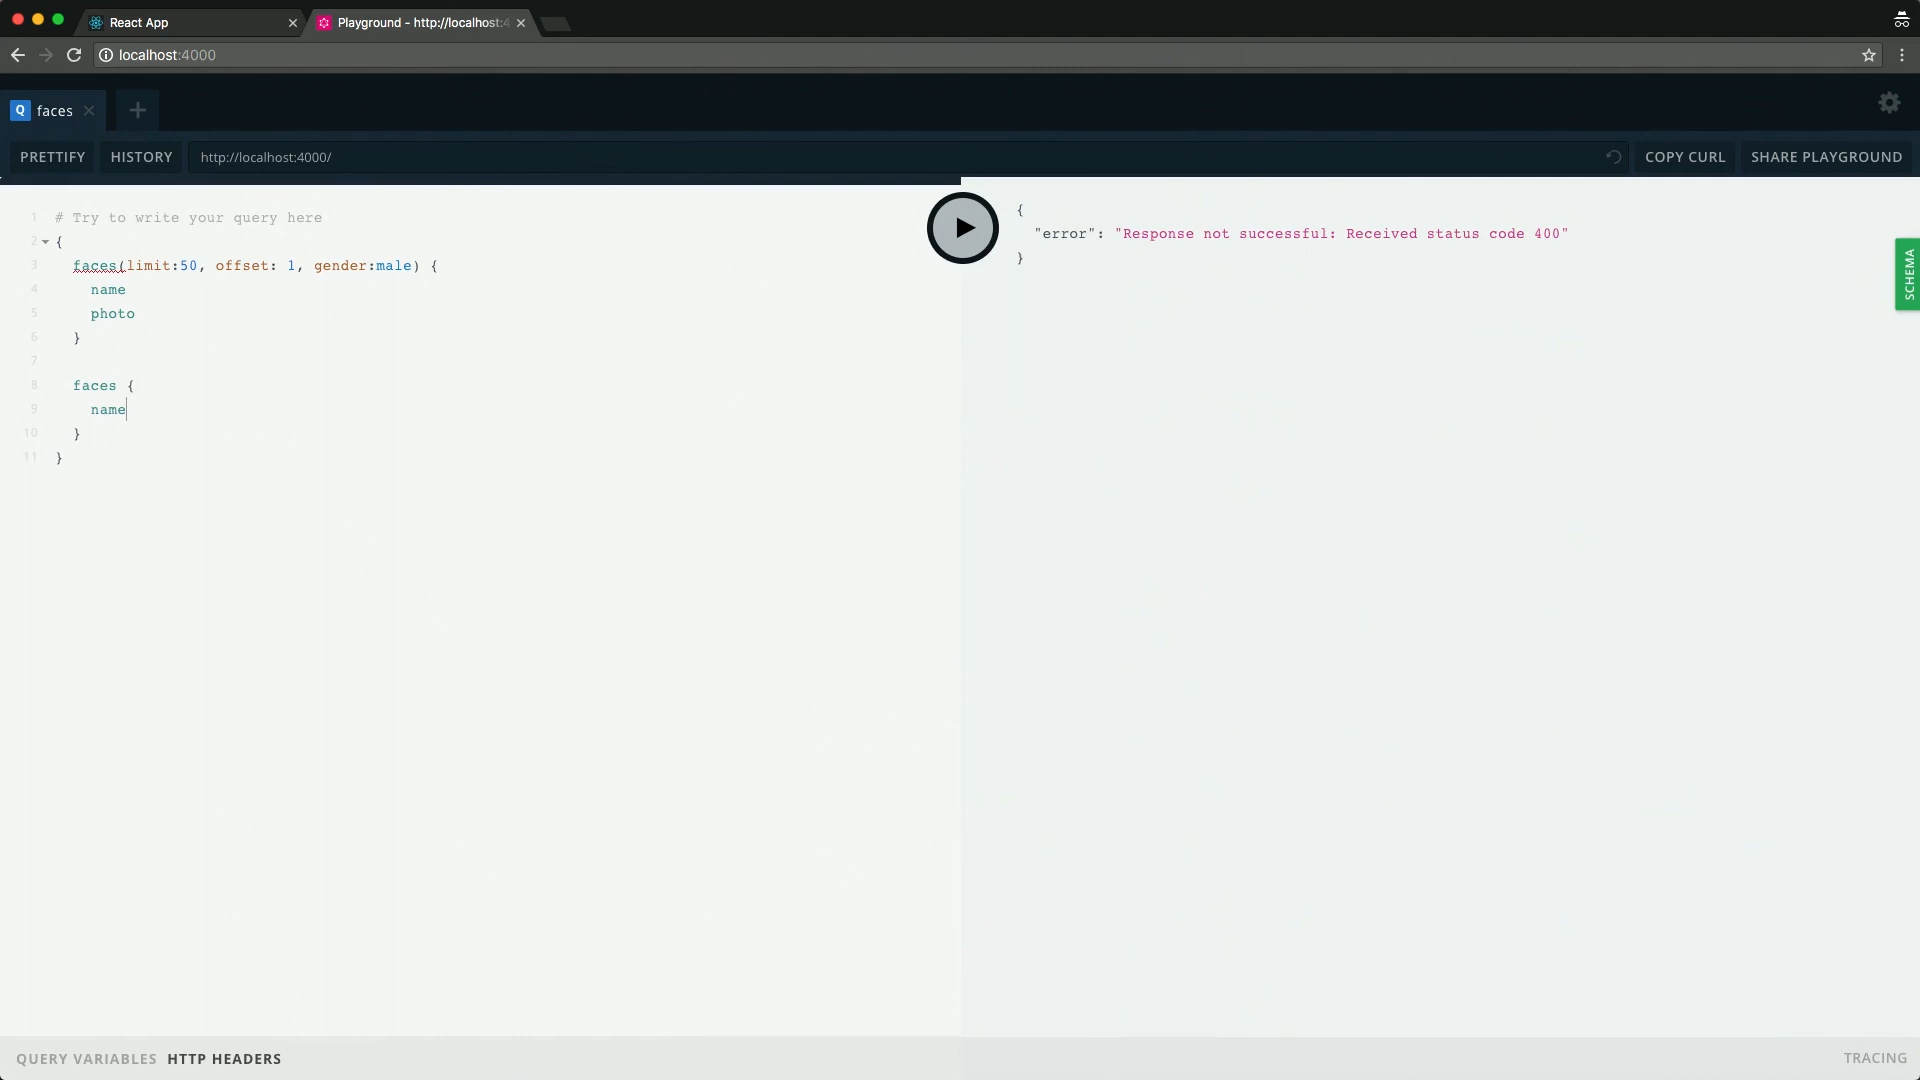 React App
Playground - http://localhost:4
localhost:4000
Q faces
PRETTIFY HISTORY http://localhost:4000/ COPY CURL SHARE PLAYGROUND
1 # Try to write your query here
2 {
3 faces(limit:50, offset: 1, gender:male) {
4 name
5 photo
6 }
7
8 faces {
9 name
10 }
11 }
{
"error": "Response not successful: Received status code 400"
}
SCHEMA
QUERY VARIABLES HTTP HEADERS
TRACING